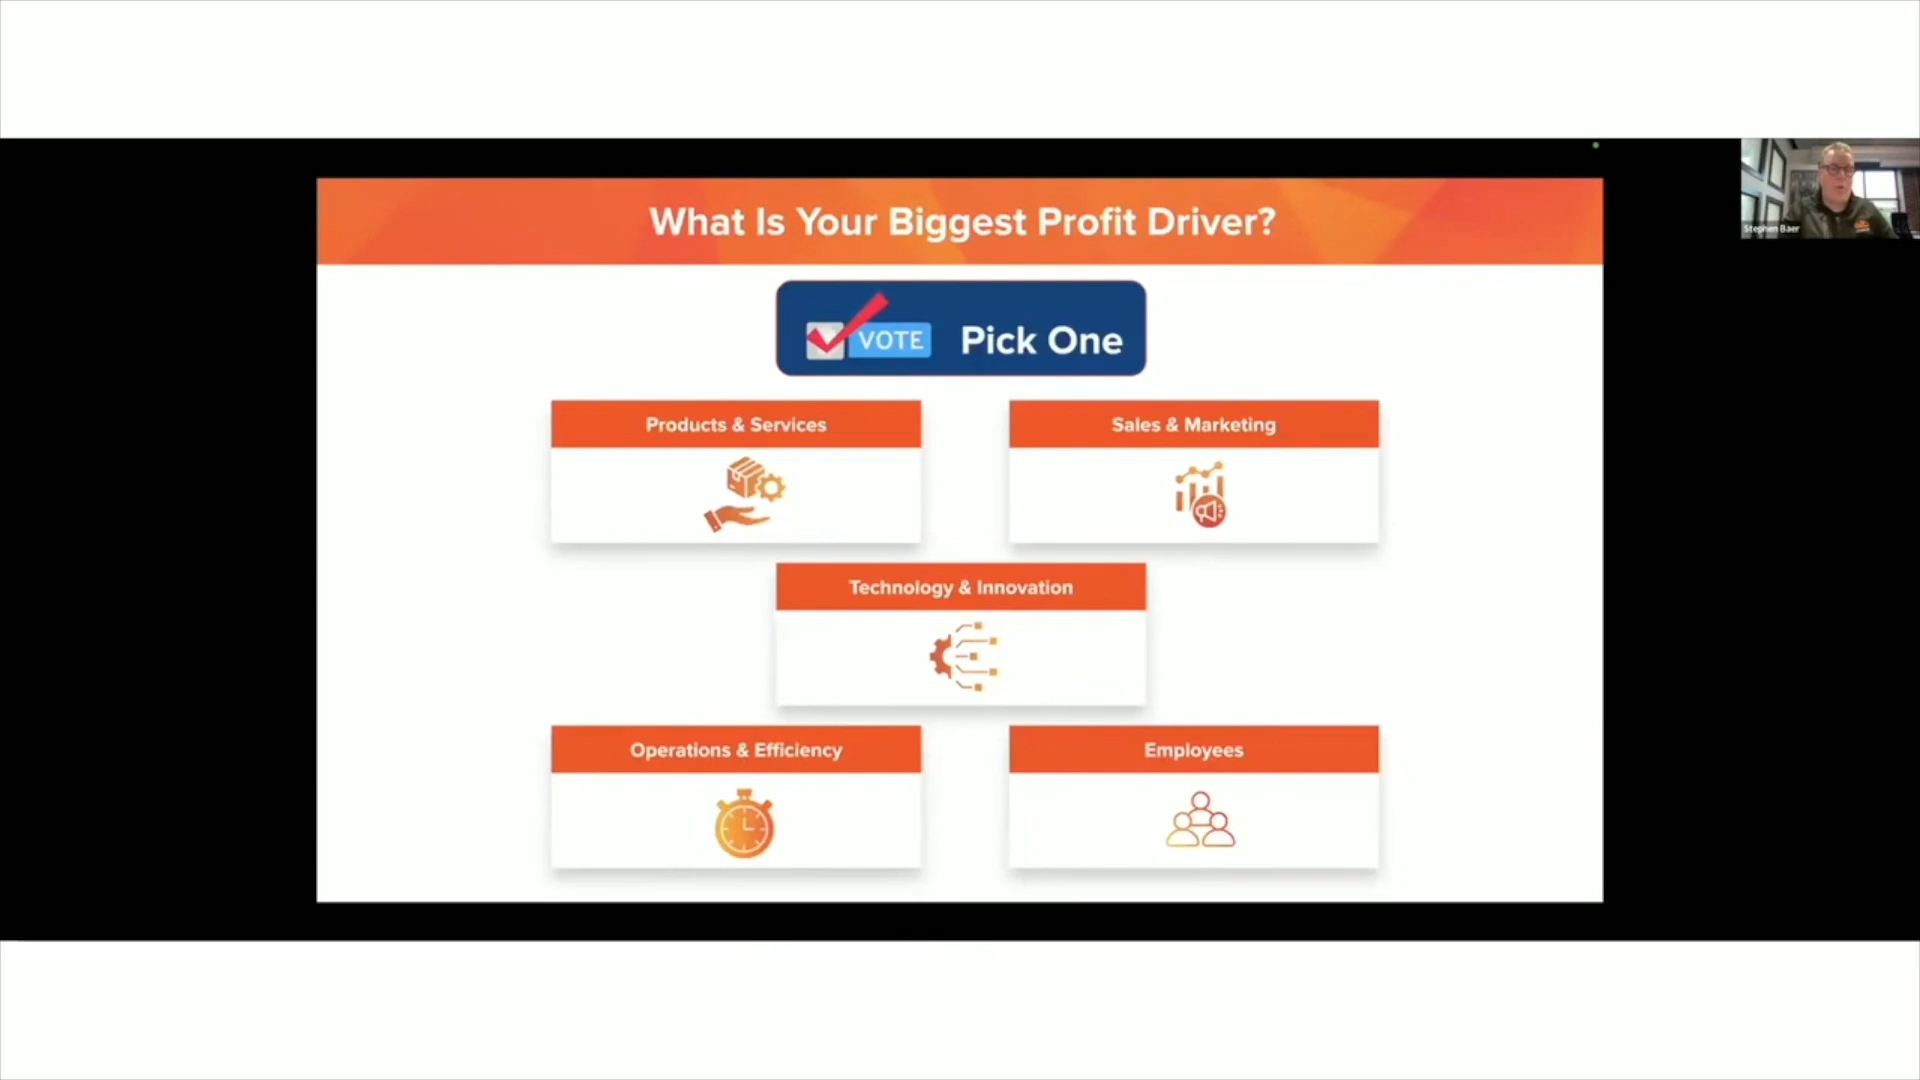 What Is Your Biggest Profit Driver?
VOTE Pick One
Products & Services
Sales & Marketing
Technology & Innovation
Operations & Efficiency
Employees
Stephen Baer